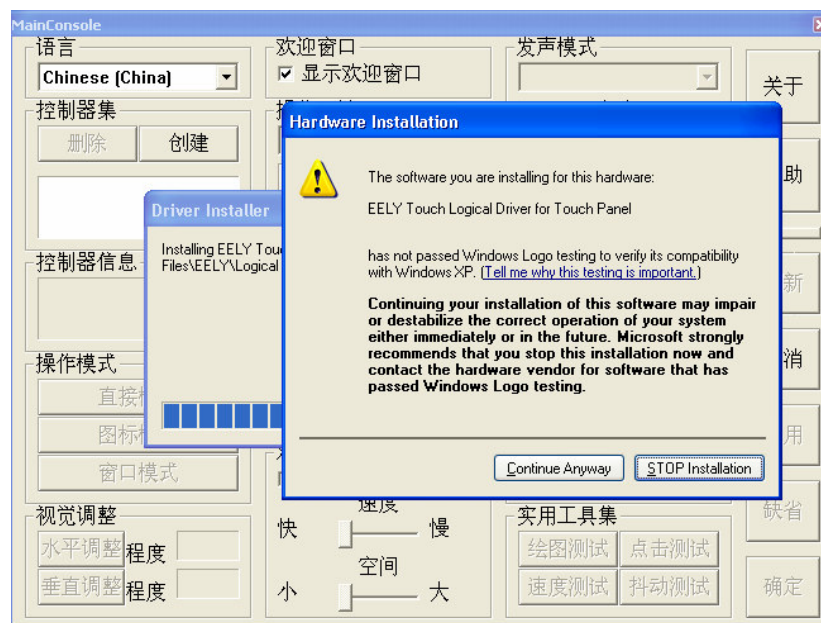 MainConsole
语言
Chinese (China)
欢迎窗口
显示欢迎窗口
发声模式
关于
控制器集
删除
创建
助
控制器信息
新
操作模式
消
直接
图标
用
窗口模式
Driver Installer
Installing EELY Tou
Files\EELY\Logical
Hardware Installation
The software you are installing for this hardware:
EELY Touch Logical Driver for Touch Panel
has not passed Windows Logo testing to verify its compatibility
with Windows XP. (Tell me why this testing is important.)
Continuing your installation of this software may impair
or destabilize the correct operation of your system
either immediately or in the future. Microsoft strongly
recommends that you stop this installation now and
contact the hardware vendor for software that has
passed Windows Logo testing.
Continue Anyway
STOP Installation
视觉调整
水平调整
程度
垂直调整
程度
速度
快
慢
空间
小
大
实用工具集
绘图测试
点击测试
速度测试
抖动测试
缺省
确定